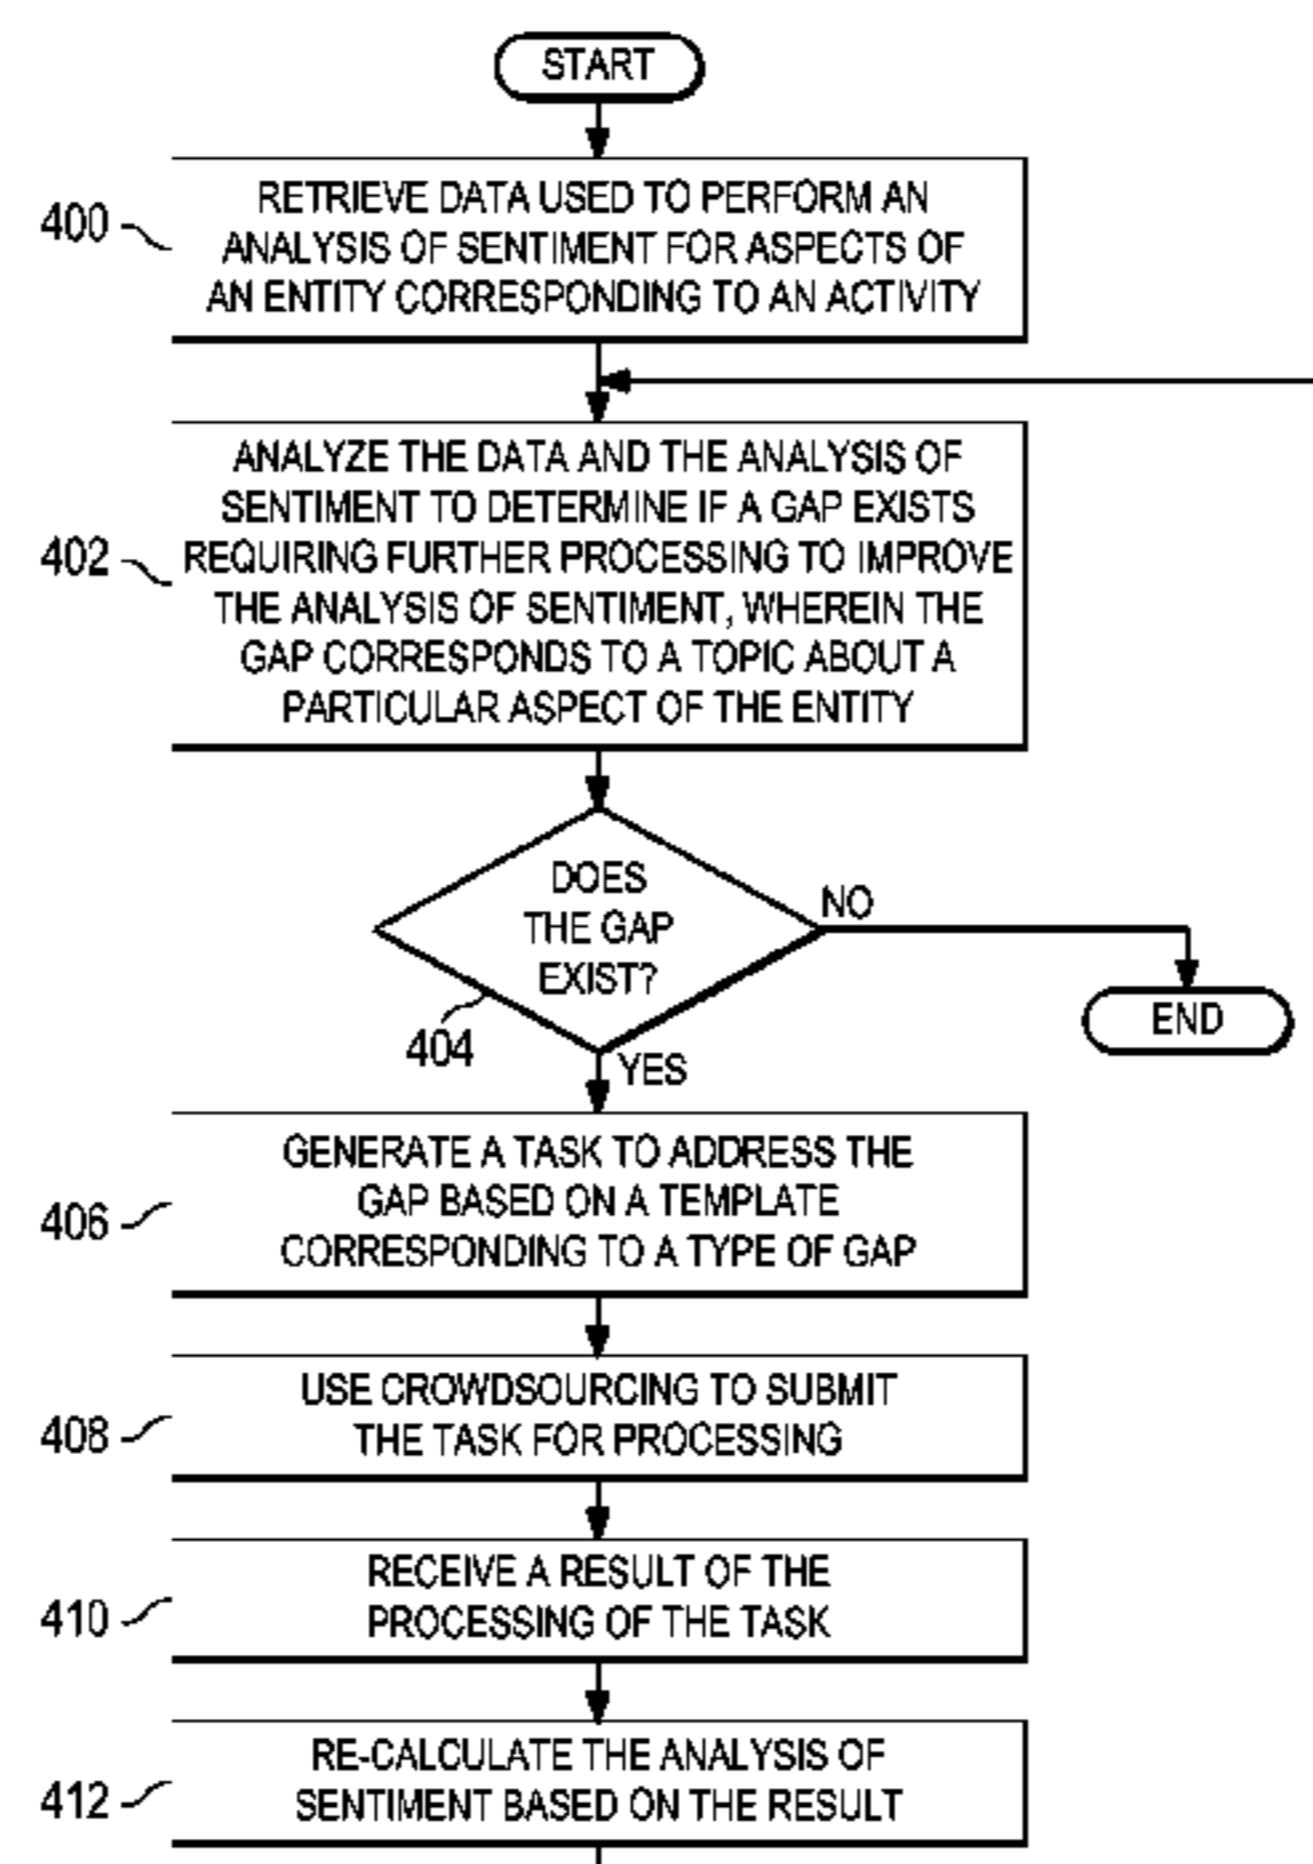 START
400
RETRIEVE DATA USED TO PERFORM AN
ANALYSIS OF SENTIMENT FOR ASPECTS OF
AN ENTITY CORRESPONDING TO AN ACTIVITY
402
ANALYZE THE DATA AND THE ANALYSIS OF
SENTIMENT TO DETERMINE IF A GAP EXISTS
REQUIRING FURTHER PROCESSING TO IMPROVE
THE ANALYSIS OF SENTIMENT, WHEREIN THE
GAP CORRESPONDS TO A TOPIC ABOUT A
PARTICULAR ASPECT OF THE ENTITY
DOES
THE GAP
EXIST?
404
NO
END
YES
406
GENERATE A TASK TO ADDRESS THE
GAP BASED ON A TEMPLATE
CORRESPONDING TO A TYPE OF GAP
408
USE CROWDSOURCING TO SUBMIT
THE TASK FOR PROCESSING
410
RECEIVE A RESULT OF THE
PROCESSING OF THE TASK
412
RE-CALCULATE THE ANALYSIS OF
SENTIMENT BASED ON THE RESULT